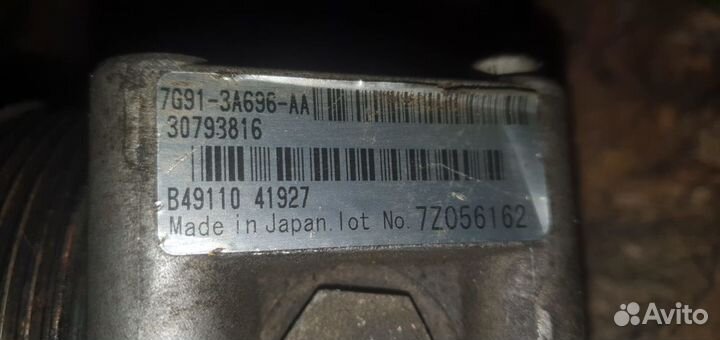 7G91-3A696-AA
30793816
B49110 41927
Made in Japan. lot No. 7Z056162
Avito